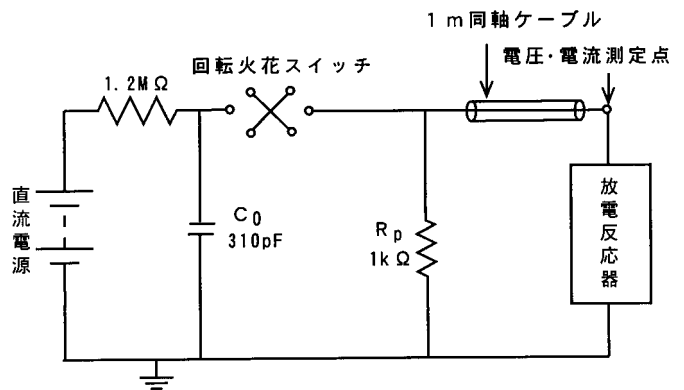 1m同軸ケーブル
回転火花スイッチ
電圧・電流測定点
1.2MΩ
直流電源
C0
310pF
Rp
1kΩ
放電反応器